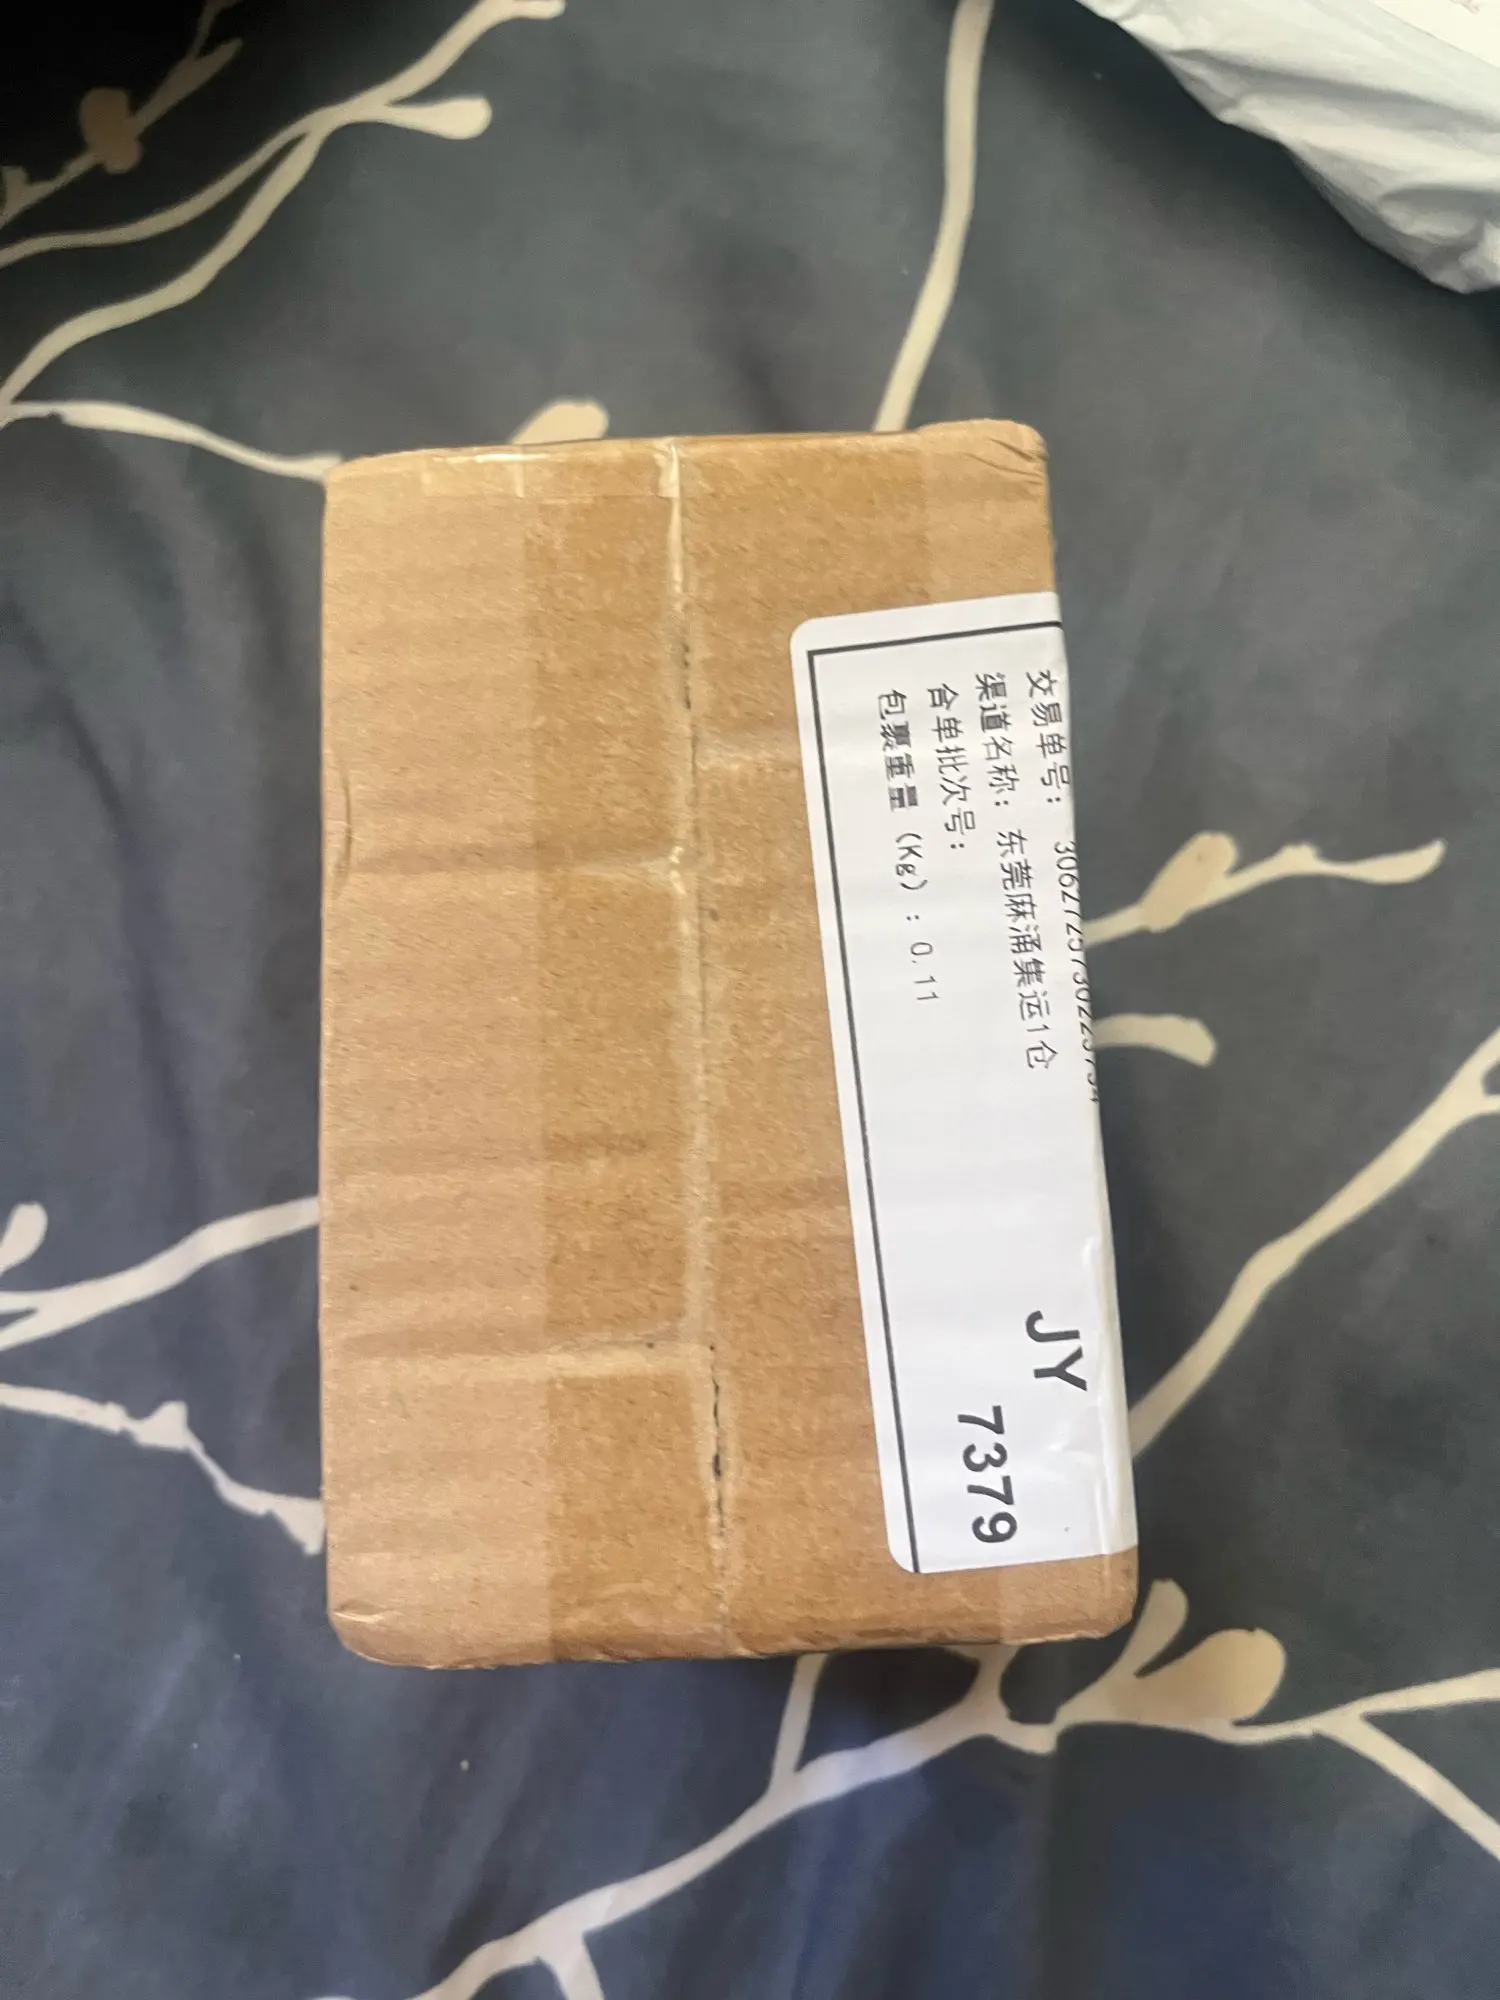 交易单号: 3062725730225754
渠道名称: 东莞麻涌集运1仓
合单批次号:
包裹重量 (Kg) : 0.11
JY
7379